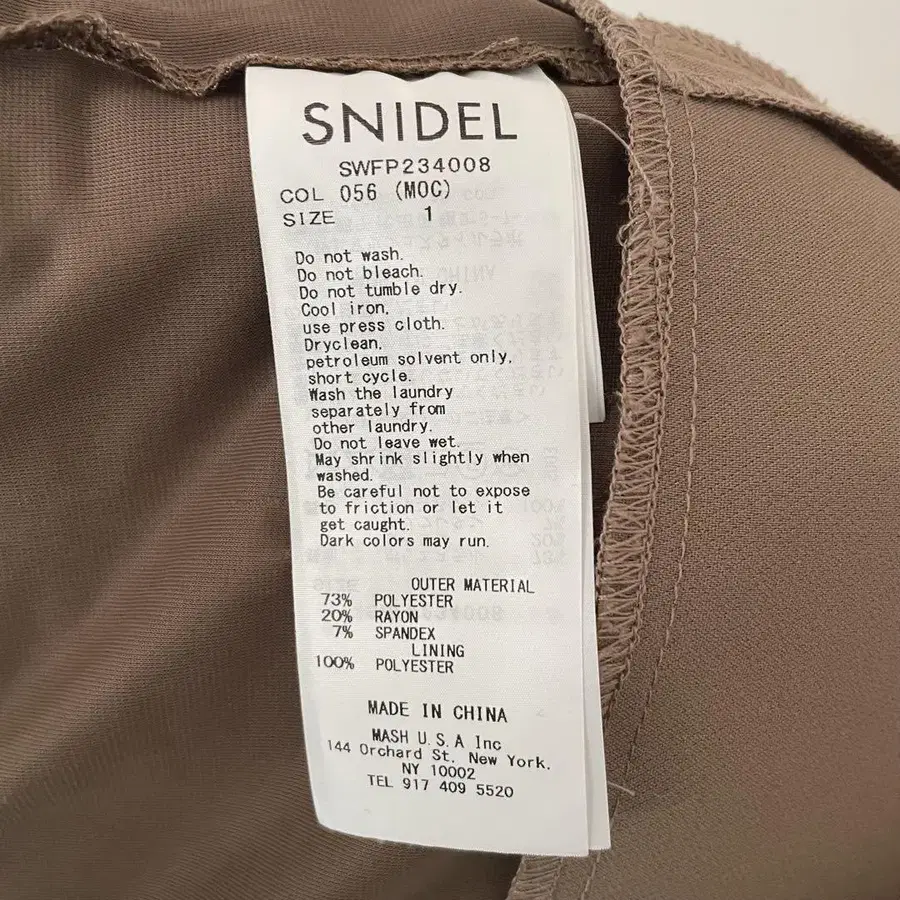 SNIDEL
SWFP234008
COL 056 (MOC)
SIZE 1
Do not wash.
Do not bleach.
Do not tumble dry.
Cool iron,
use press cloth.
Dryclean,
petroleum solvent only,
short cycle.
Wash the laundry
separately from
other laundry.
Do not leave wet.
May shrink slightly when
washed.
Be careful not to expose
to friction or let it
get caught.
Dark colors may run.
OUTER MATERIAL
73% POLYESTER
20% RAYON
7% SPANDEX
LINING
100% POLYESTER
MADE IN CHINA
MASH U.S.A Inc
144 Orchard St. New York.
NY 10002
TEL 917 409 5520